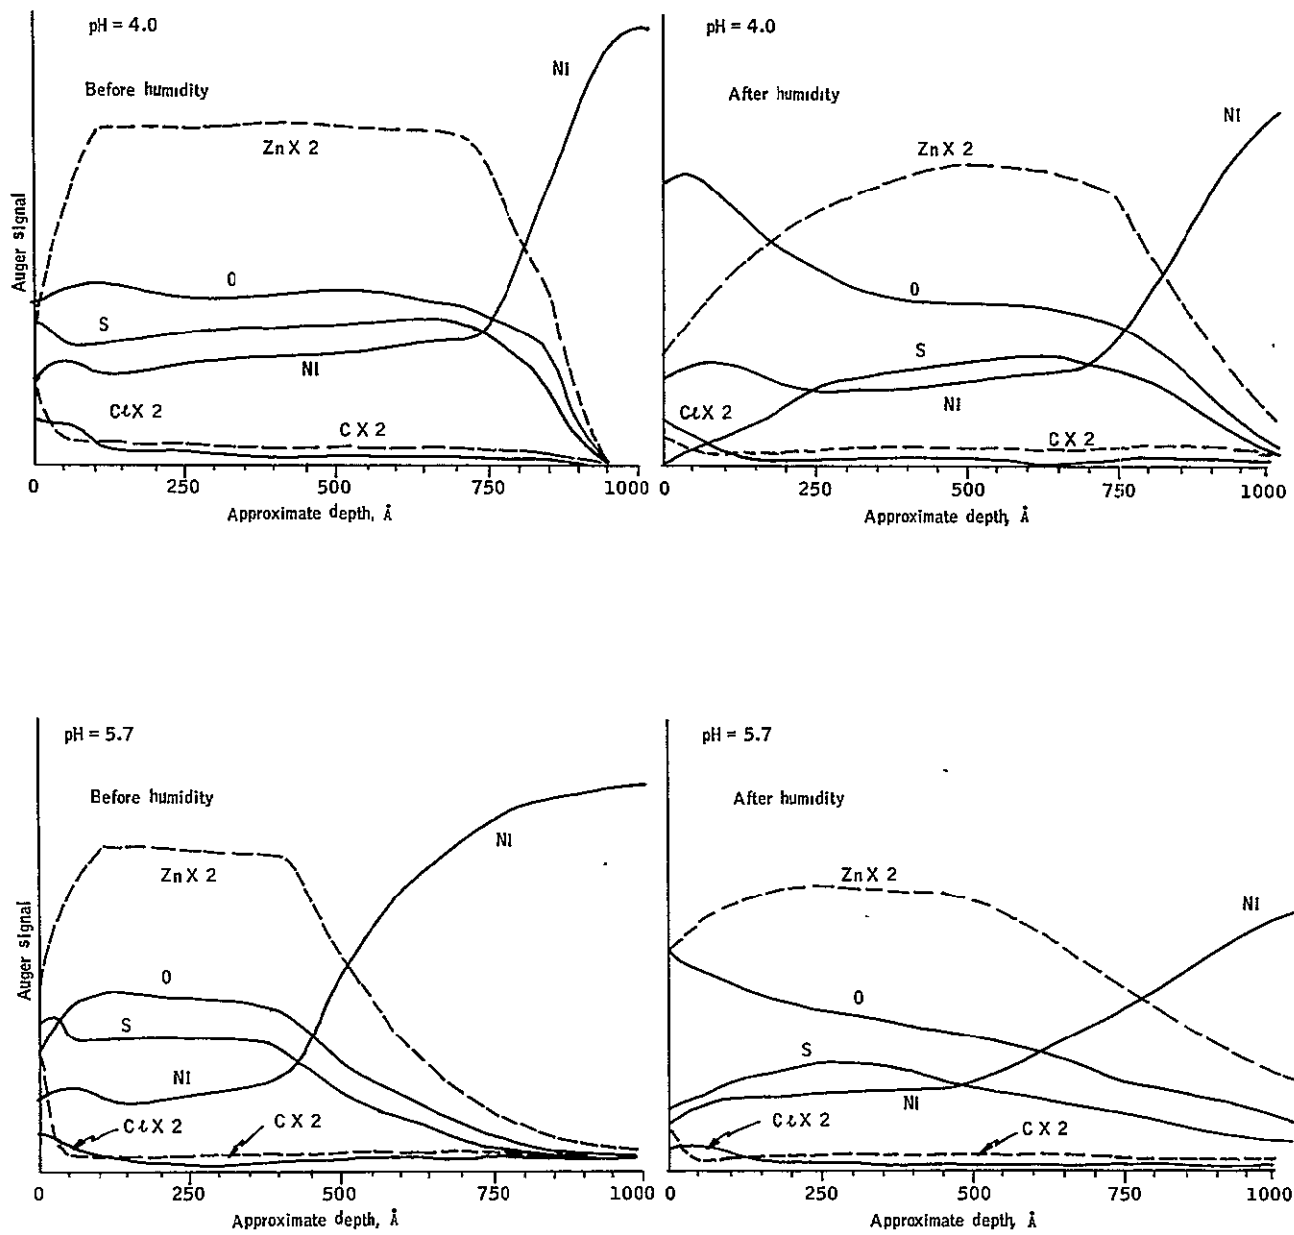 pH = 4.0
Before humidity
Auger signal
Ni
Zn X 2
O
S
Ni
Cl X 2
C X 2
0 250 500 750 1000
Approximate depth, Å
pH = 4.0
After humidity
Ni
Zn X 2
O
S
Ni
Cl X 2
C X 2
0 250 500 750 1000
Approximate depth, Å
pH = 5.7
Before humidity
Auger signal
Ni
Zn X 2
O
S
Ni
Cl X 2
C X 2
0 250 500 750 1000
Approximate depth, Å
pH = 5.7
After humidity
Ni
Zn X 2
O
S
Ni
Cl X 2
C X 2
0 250 500 750 1000
Approximate depth, Å